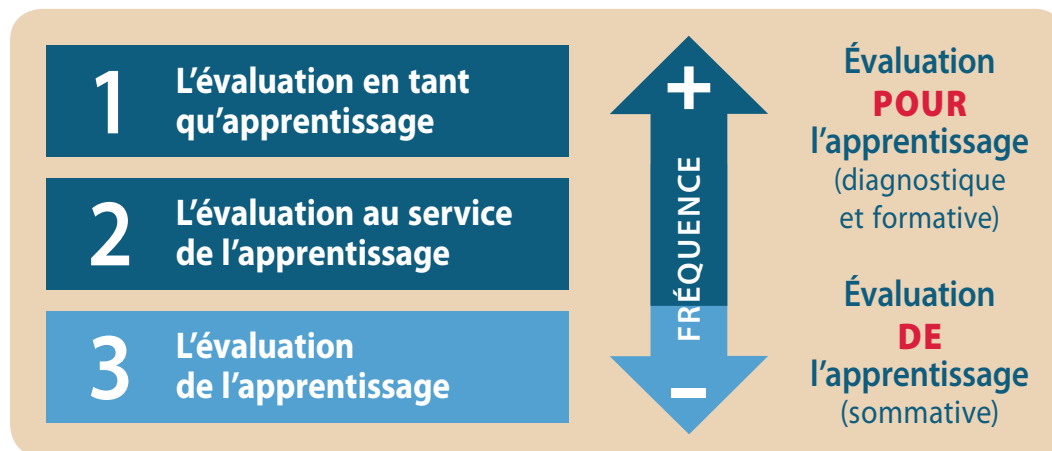 1
L'évaluation en tant
qu'apprentissage
2
L'évaluation au service
de l'apprentissage
3
L'évaluation
de l'apprentissage
+
FRÉQUENCE
–
Évaluation
POUR
l'apprentissage
(diagnostique
et formative)
Évaluation
DE
l'apprentissage
(sommative)